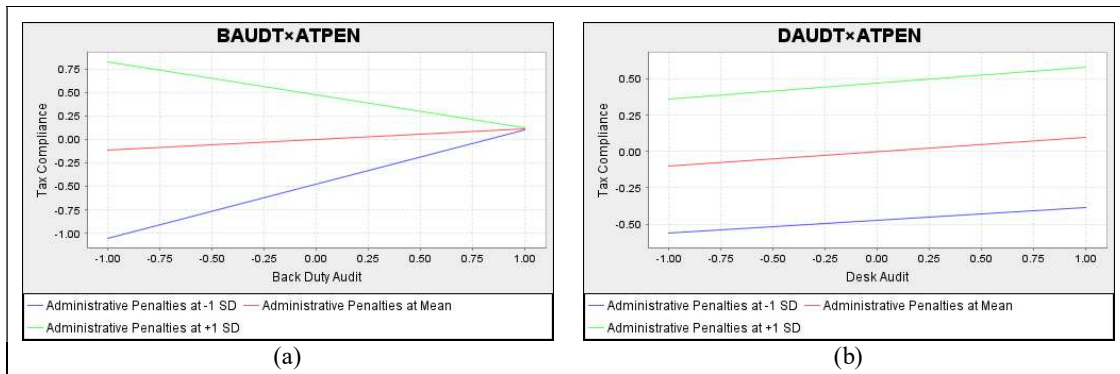 BAUDT×ATPEN
0.75
0.50
0.25
0.00
-0.25
-0.50
-0.75
-1.00
Tax Compliance
-1.00 -0.75 -0.50 -0.25 0.00 0.25 0.50 0.75 1.00
Back Duty Audit
Administrative Penalties at -1 SD Administrative Penalties at Mean
Administrative Penalties at +1 SD
(a)
DAUDT×ATPEN
0.50
0.25
0.00
-0.25
-0.50
Tax Compliance
-1.00 -0.75 -0.50 -0.25 0.00 0.25 0.50 0.75 1.00
Desk Audit
Administrative Penalties at -1 SD Administrative Penalties at Mean
Administrative Penalties at +1 SD
(b)